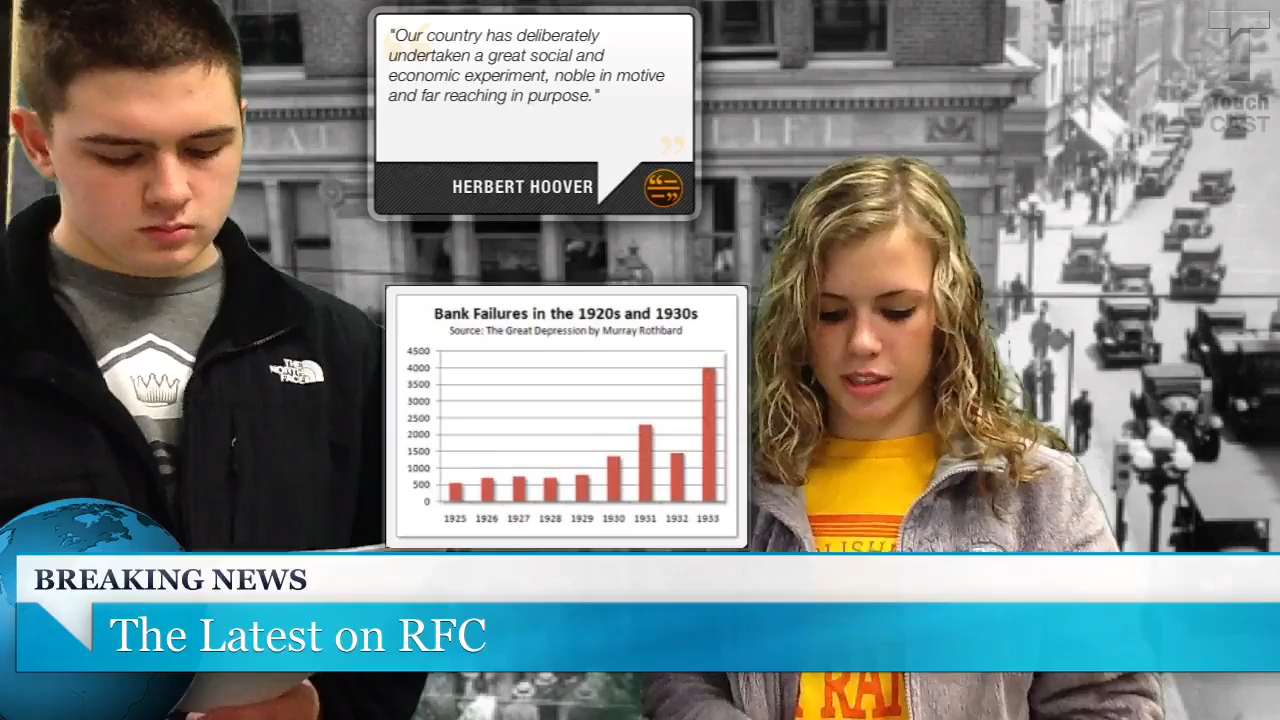 "Our country has deliberately
undertaken a great social and
economic experiment, noble in motive
and far reaching in purpose."
HERBERT HOOVER
Touch
CAST
THE
NORTH
FACE
Bank Failures in the 1920s and 1930s
Source: The Great Depression by Murray Rothbard
4500
4000
3500
3000
2500
2000
1500
1000
500
0
1925 1926 1927 1928 1929 1930 1931 1932 1933
BREAKING NEWS
The Latest on RFC